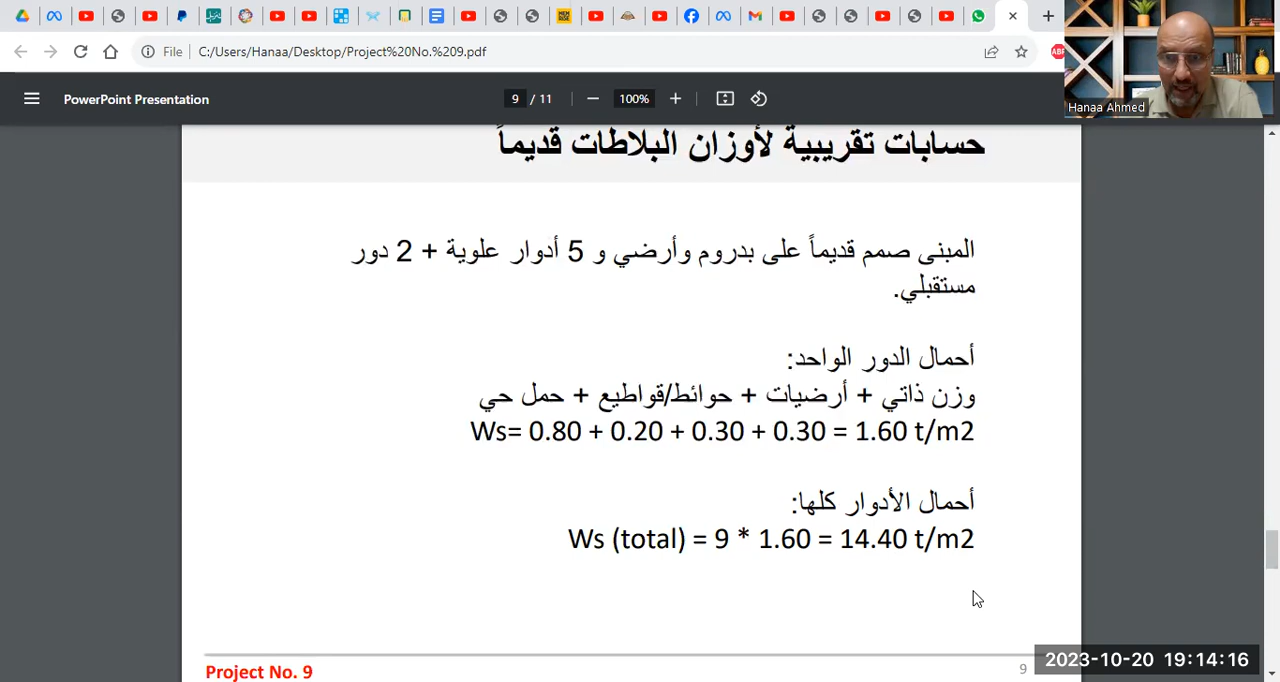 File
C:/Users/Hanaa/Desktop/Project%20No.%209.pdf
ABP
PowerPoint Presentation
9 / 11
100%
Hanaa Ahmed
حسابات تقريبية لأوزان البلاطات قديماً
المبنى صمم قديماً على بدروم وأرضي و 5 أدوار علوية + 2 دور
مستقبلي.
أحمال الدور الواحد:
وزن ذاتي + أرضيات + حوائط/قواطيع + حمل حي
Ws= 0.80 + 0.20 + 0.30 + 0.30 = 1.60 t/m2
أحمال الأدوار كلها:
Ws (total) = 9 * 1.60 = 14.40 t/m2
Project No. 9
9
2023-10-20 19:14:16